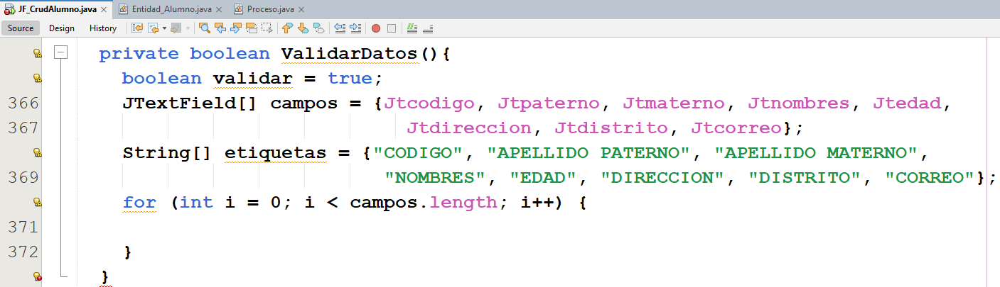 JF_CrudAlumno.java Entidad_Alumno.java Proceso.java
Source Design History
private boolean ValidarDatos(){
boolean validar = true;
366 JTextField[] campos = {Jtcodigo, Jtpaterno, Jtmaterno, Jtnombres, Jtedad,
367 Jtdireccion, Jtdistrito, Jtcorreo};
String[] etiquetas = {"CODIGO", "APELLIDO PATERNO", "APELLIDO MATERNO",
369 "NOMBRES", "EDAD", "DIRECCION", "DISTRITO", "CORREO"};
for (int i = 0; i < campos.length; i++) {
371
372 }
}